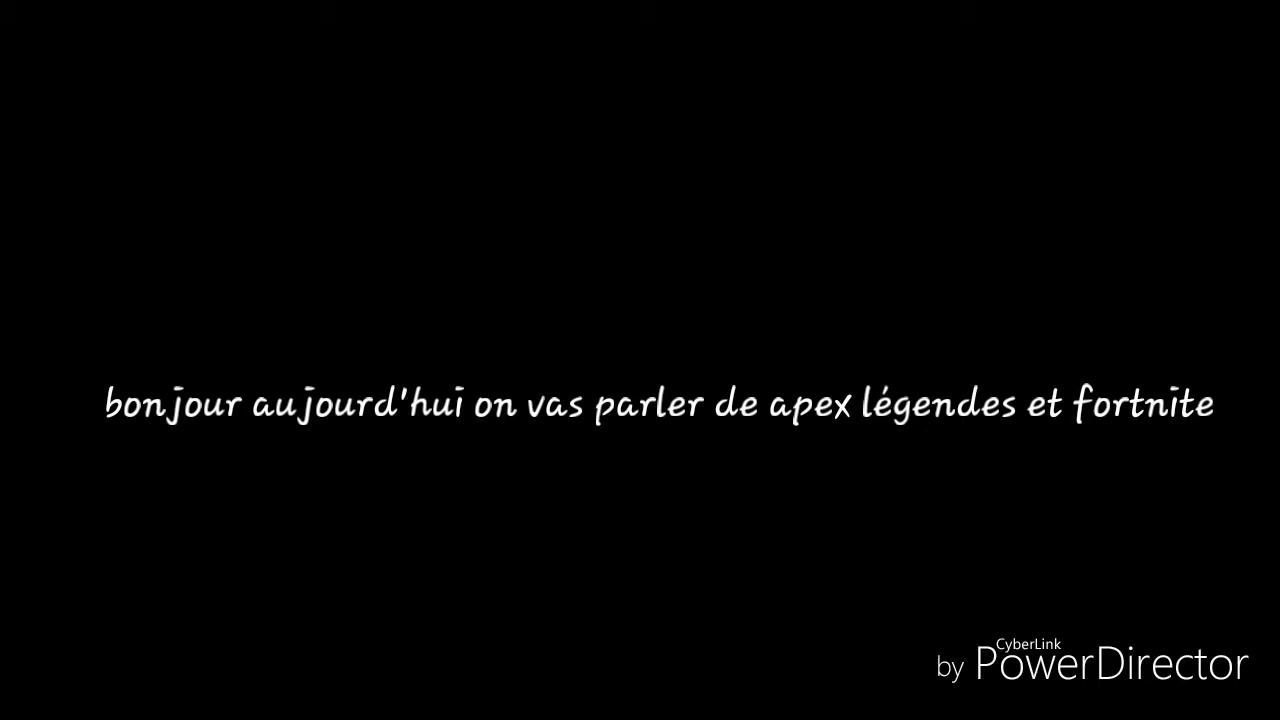 bonjour aujourd'hui on vas parler de apex légendes et fortnite
CyberLink
by PowerDirector